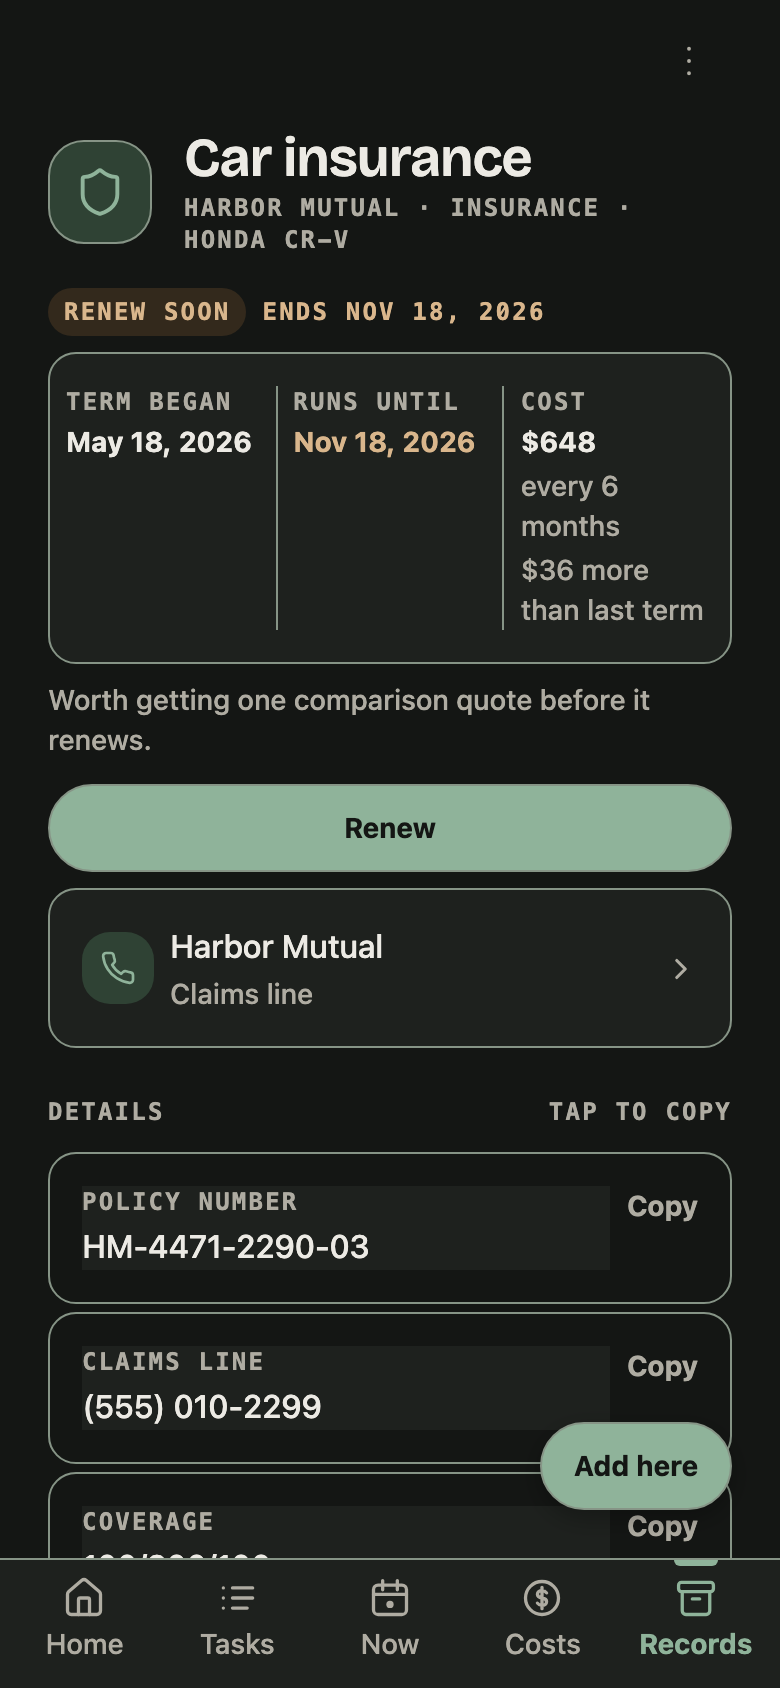 Car insurance
HARBOR MUTUAL · INSURANCE ·
HONDA CR–V
RENEW SOON ENDS NOV 18, 2026
TERM BEGAN
May 18, 2026
RUNS UNTIL
Nov 18, 2026
COST
$648
every 6
months
$36 more
than last term
Worth getting one comparison quote before it
renews.
Renew
Harbor Mutual
Claims line
DETAILS
TAP TO COPY
POLICY NUMBER
HM-4471-2290-03
Copy
CLAIMS LINE
(555) 010-2299
Copy
Add here
COVERAGE
Copy
Home
Tasks
Now
Costs
Records